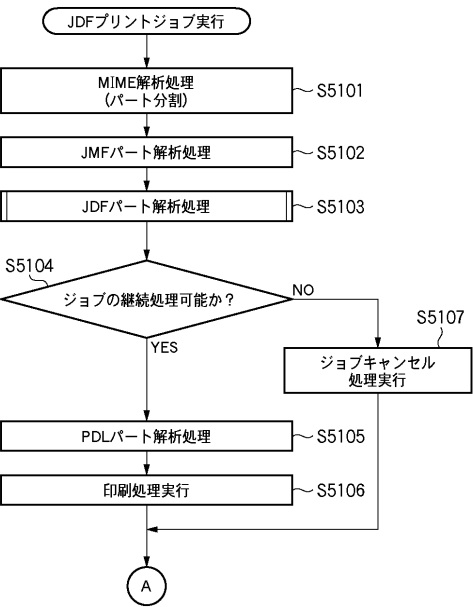 JDFプリントジョブ実行
MIME解析処理
(パート分割)
S5101
JMFパート解析処理
S5102
JDFパート解析処理
S5103
S5104
ジョブの継続処理可能か？
NO
YES
S5107
ジョブキャンセル
処理実行
PDLパート解析処理
S5105
印刷処理実行
S5106
A